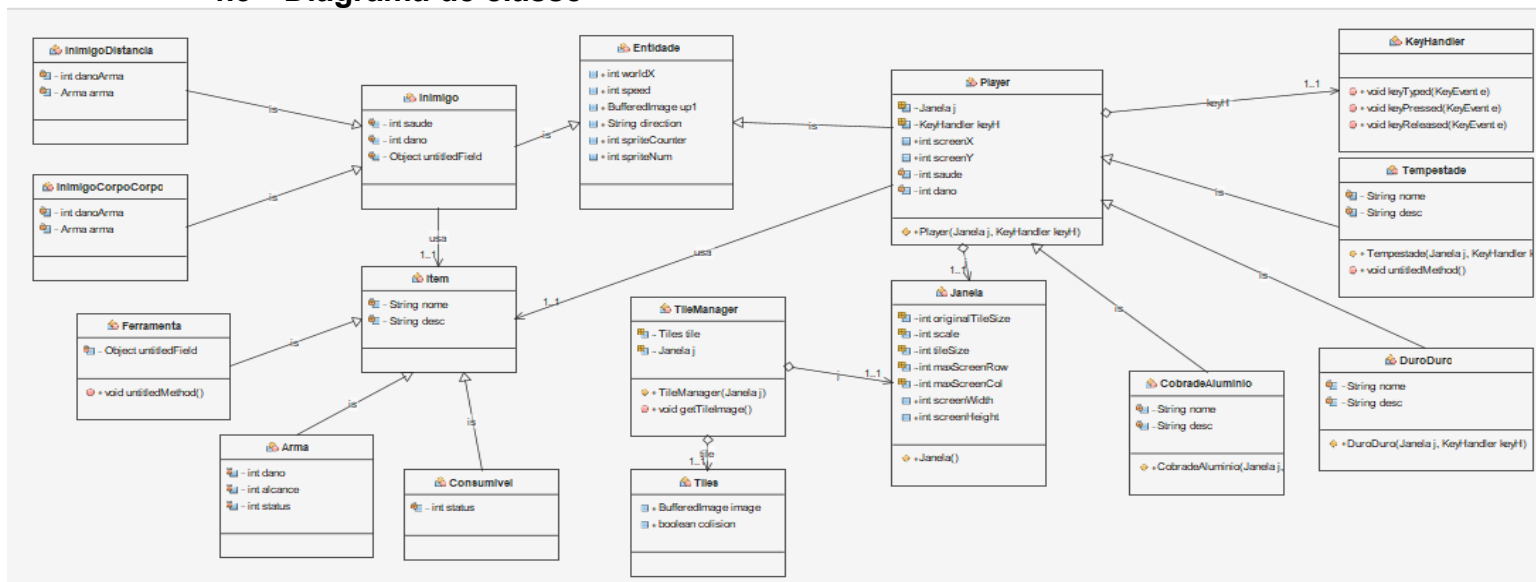 InimigoDistancia
- int danoArma
- Arma arma
InimigoCorpoCorpo
- int danoArma
- Arma arma
Inimigo
- int saude
- int dano
- Object untitledField
Entidade
+ int worldX
+ int speed
+ BufferedImage up1
+ String direction
+ int spriteCounter
+ int spriteNum
Player
- Janela j
- KeyHandler keyH
+ int screenX
+ int screenY
- int saude
- int dano
+ Player(Janela j, KeyHandler keyH)
KeyHandler
+ void keyTyped(KeyEvent e)
+ void keyPressed(KeyEvent e)
+ void keyReleased(KeyEvent e)
Tempestade
- String nome
- String desc
+ Tempestade(Janela j, KeyHandler k
+ void untitledMethod()
Item
- String nome
- String desc
Ferramenta
- Object untitledField
+ void untitledMethod()
Arma
- int dano
- int alcance
- int status
Consumivel
- int status
TileManager
- Tiles tile
- Janela j
+ TileManager(Janela j)
+ void getTileImage()
Tiles
+ BufferedImage image
+ boolean colision
Janela
- int originalTileSize
- int scale
- int tileSize
- int maxScreenRow
- int maxScreenCol
+ int screenWidth
+ int screenHeight
+ Janela()
CobradeAluminio
- String nome
- String desc
+ CobradeAluminio(Janela j,
DuroDuro
- String nome
- String desc
+ DuroDuro(Janela j, KeyHandler keyH)
is
is
is
is
keyH
1..1
is
is
is
usa
1..1
usa
1..1
j
1..1
j
1..1
tile
1..1
is
is
is